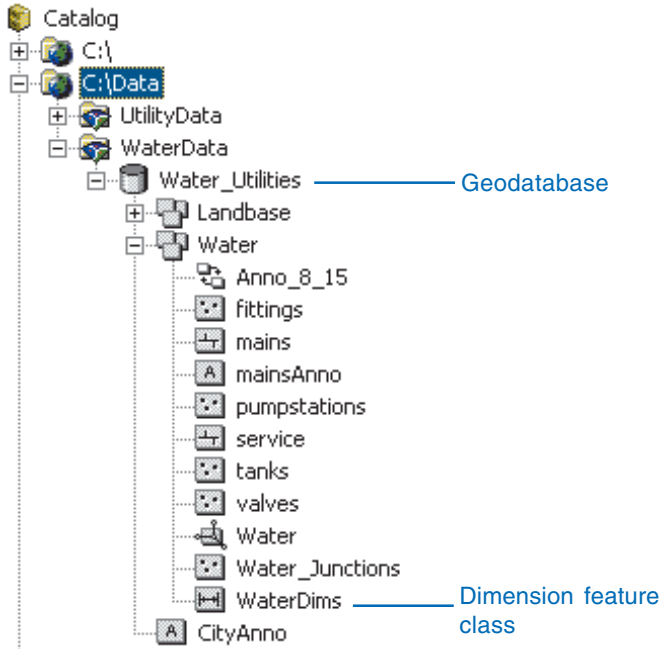 Catalog
C:\
C:\Data
UtilityData
WaterData
Water_Utilities
Geodatabase
Landbase
Water
Anno_8_15
fittings
mains
A mainsAnno
pumpstations
service
tanks
valves
Water
Water_Junctions
WaterDims
Dimension feature
class
A CityAnno